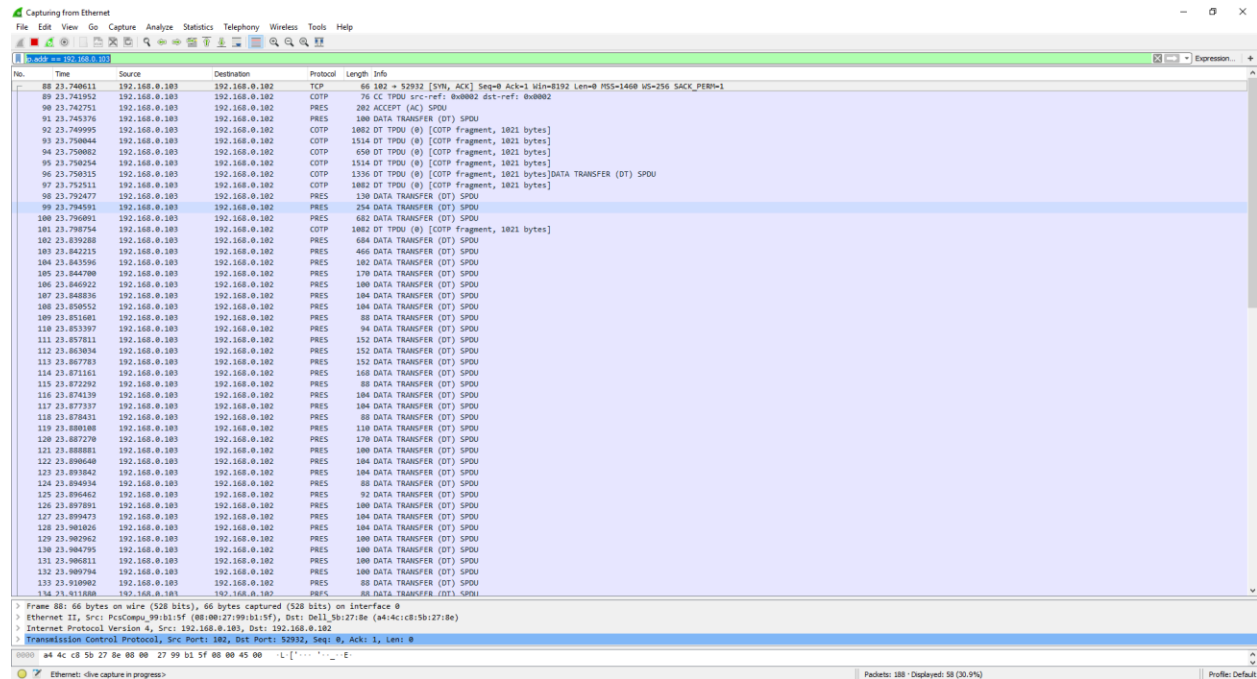 Capturing from Ethernet
File Edit View Go Capture Analyze Statistics Telephony Wireless Tools Help
ip.addr == 192.168.0.103 Expression... +
No. Time Source Destination Protocol Length Info
88 23.740611 192.168.0.103 192.168.0.102 TCP 66 102 → 52932 [SYN, ACK] Seq=0 Ack=1 Win=8192 Len=0 MSS=1460 WS=256 SACK_PERM=1
89 23.741952 192.168.0.103 192.168.0.102 COTP 76 CC TPDU src-ref: 0x0002 dst-ref: 0x0002
90 23.742751 192.168.0.103 192.168.0.102 PRES 202 ACCEPT (AC) SPDU
91 23.745376 192.168.0.103 192.168.0.102 PRES 100 DATA TRANSFER (DT) SPDU
92 23.749995 192.168.0.103 192.168.0.102 COTP 1082 DT TPDU (0) [COTP fragment, 1021 bytes]
93 23.750044 192.168.0.103 192.168.0.102 COTP 1514 DT TPDU (0) [COTP fragment, 1021 bytes]
94 23.750082 192.168.0.103 192.168.0.102 COTP 650 DT TPDU (0) [COTP fragment, 1021 bytes]
95 23.750254 192.168.0.103 192.168.0.102 COTP 1514 DT TPDU (0) [COTP fragment, 1021 bytes]
96 23.750315 192.168.0.103 192.168.0.102 COTP 1336 DT TPDU (0) [COTP fragment, 1021 bytes]DATA TRANSFER (DT) SPDU
97 23.752511 192.168.0.103 192.168.0.102 COTP 1082 DT TPDU (0) [COTP fragment, 1021 bytes]
98 23.792477 192.168.0.103 192.168.0.102 PRES 130 DATA TRANSFER (DT) SPDU
99 23.794591 192.168.0.103 192.168.0.102 PRES 254 DATA TRANSFER (DT) SPDU
100 23.796091 192.168.0.103 192.168.0.102 PRES 682 DATA TRANSFER (DT) SPDU
101 23.798754 192.168.0.103 192.168.0.102 COTP 1082 DT TPDU (0) [COTP fragment, 1021 bytes]
102 23.839288 192.168.0.103 192.168.0.102 PRES 684 DATA TRANSFER (DT) SPDU
103 23.842215 192.168.0.103 192.168.0.102 PRES 466 DATA TRANSFER (DT) SPDU
104 23.843596 192.168.0.103 192.168.0.102 PRES 102 DATA TRANSFER (DT) SPDU
105 23.844700 192.168.0.103 192.168.0.102 PRES 170 DATA TRANSFER (DT) SPDU
106 23.846922 192.168.0.103 192.168.0.102 PRES 100 DATA TRANSFER (DT) SPDU
107 23.848836 192.168.0.103 192.168.0.102 PRES 104 DATA TRANSFER (DT) SPDU
108 23.850552 192.168.0.103 192.168.0.102 PRES 104 DATA TRANSFER (DT) SPDU
109 23.851601 192.168.0.103 192.168.0.102 PRES 88 DATA TRANSFER (DT) SPDU
110 23.853397 192.168.0.103 192.168.0.102 PRES 94 DATA TRANSFER (DT) SPDU
111 23.857811 192.168.0.103 192.168.0.102 PRES 152 DATA TRANSFER (DT) SPDU
112 23.863034 192.168.0.103 192.168.0.102 PRES 152 DATA TRANSFER (DT) SPDU
113 23.867783 192.168.0.103 192.168.0.102 PRES 152 DATA TRANSFER (DT) SPDU
114 23.871161 192.168.0.103 192.168.0.102 PRES 168 DATA TRANSFER (DT) SPDU
115 23.872292 192.168.0.103 192.168.0.102 PRES 88 DATA TRANSFER (DT) SPDU
116 23.874139 192.168.0.103 192.168.0.102 PRES 104 DATA TRANSFER (DT) SPDU
117 23.877337 192.168.0.103 192.168.0.102 PRES 104 DATA TRANSFER (DT) SPDU
118 23.878431 192.168.0.103 192.168.0.102 PRES 88 DATA TRANSFER (DT) SPDU
119 23.880108 192.168.0.103 192.168.0.102 PRES 110 DATA TRANSFER (DT) SPDU
120 23.887270 192.168.0.103 192.168.0.102 PRES 170 DATA TRANSFER (DT) SPDU
121 23.888881 192.168.0.103 192.168.0.102 PRES 100 DATA TRANSFER (DT) SPDU
122 23.890640 192.168.0.103 192.168.0.102 PRES 104 DATA TRANSFER (DT) SPDU
123 23.893842 192.168.0.103 192.168.0.102 PRES 104 DATA TRANSFER (DT) SPDU
124 23.894934 192.168.0.103 192.168.0.102 PRES 88 DATA TRANSFER (DT) SPDU
125 23.896462 192.168.0.103 192.168.0.102 PRES 92 DATA TRANSFER (DT) SPDU
126 23.897891 192.168.0.103 192.168.0.102 PRES 100 DATA TRANSFER (DT) SPDU
127 23.899473 192.168.0.103 192.168.0.102 PRES 104 DATA TRANSFER (DT) SPDU
128 23.901026 192.168.0.103 192.168.0.102 PRES 104 DATA TRANSFER (DT) SPDU
129 23.902962 192.168.0.103 192.168.0.102 PRES 100 DATA TRANSFER (DT) SPDU
130 23.904795 192.168.0.103 192.168.0.102 PRES 100 DATA TRANSFER (DT) SPDU
131 23.906811 192.168.0.103 192.168.0.102 PRES 100 DATA TRANSFER (DT) SPDU
132 23.909794 192.168.0.103 192.168.0.102 PRES 100 DATA TRANSFER (DT) SPDU
133 23.910902 192.168.0.103 192.168.0.102 PRES 88 DATA TRANSFER (DT) SPDU
134 23.911880 192.168.0.103 192.168.0.102 PRES 88 DATA TRANSFER (DT) SPDU
Frame 88: 66 bytes on wire (528 bits), 66 bytes captured (528 bits) on interface 0
Ethernet II, Src: PcsCompu_99:b1:5f (08:00:27:99:b1:5f), Dst: Dell_5b:27:8e (a4:4c:c8:5b:27:8e)
Internet Protocol Version 4, Src: 192.168.0.103, Dst: 192.168.0.102
Transmission Control Protocol, Src Port: 102, Dst Port: 52932, Seq: 0, Ack: 1, Len: 0
0000 a4 4c c8 5b 27 8e 08 00 27 99 b1 5f 08 00 45 00 ·L·['··· '··_··E·
Ethernet: <live capture in progress> Packets: 188 · Displayed: 58 (30.9%) Profile: Default